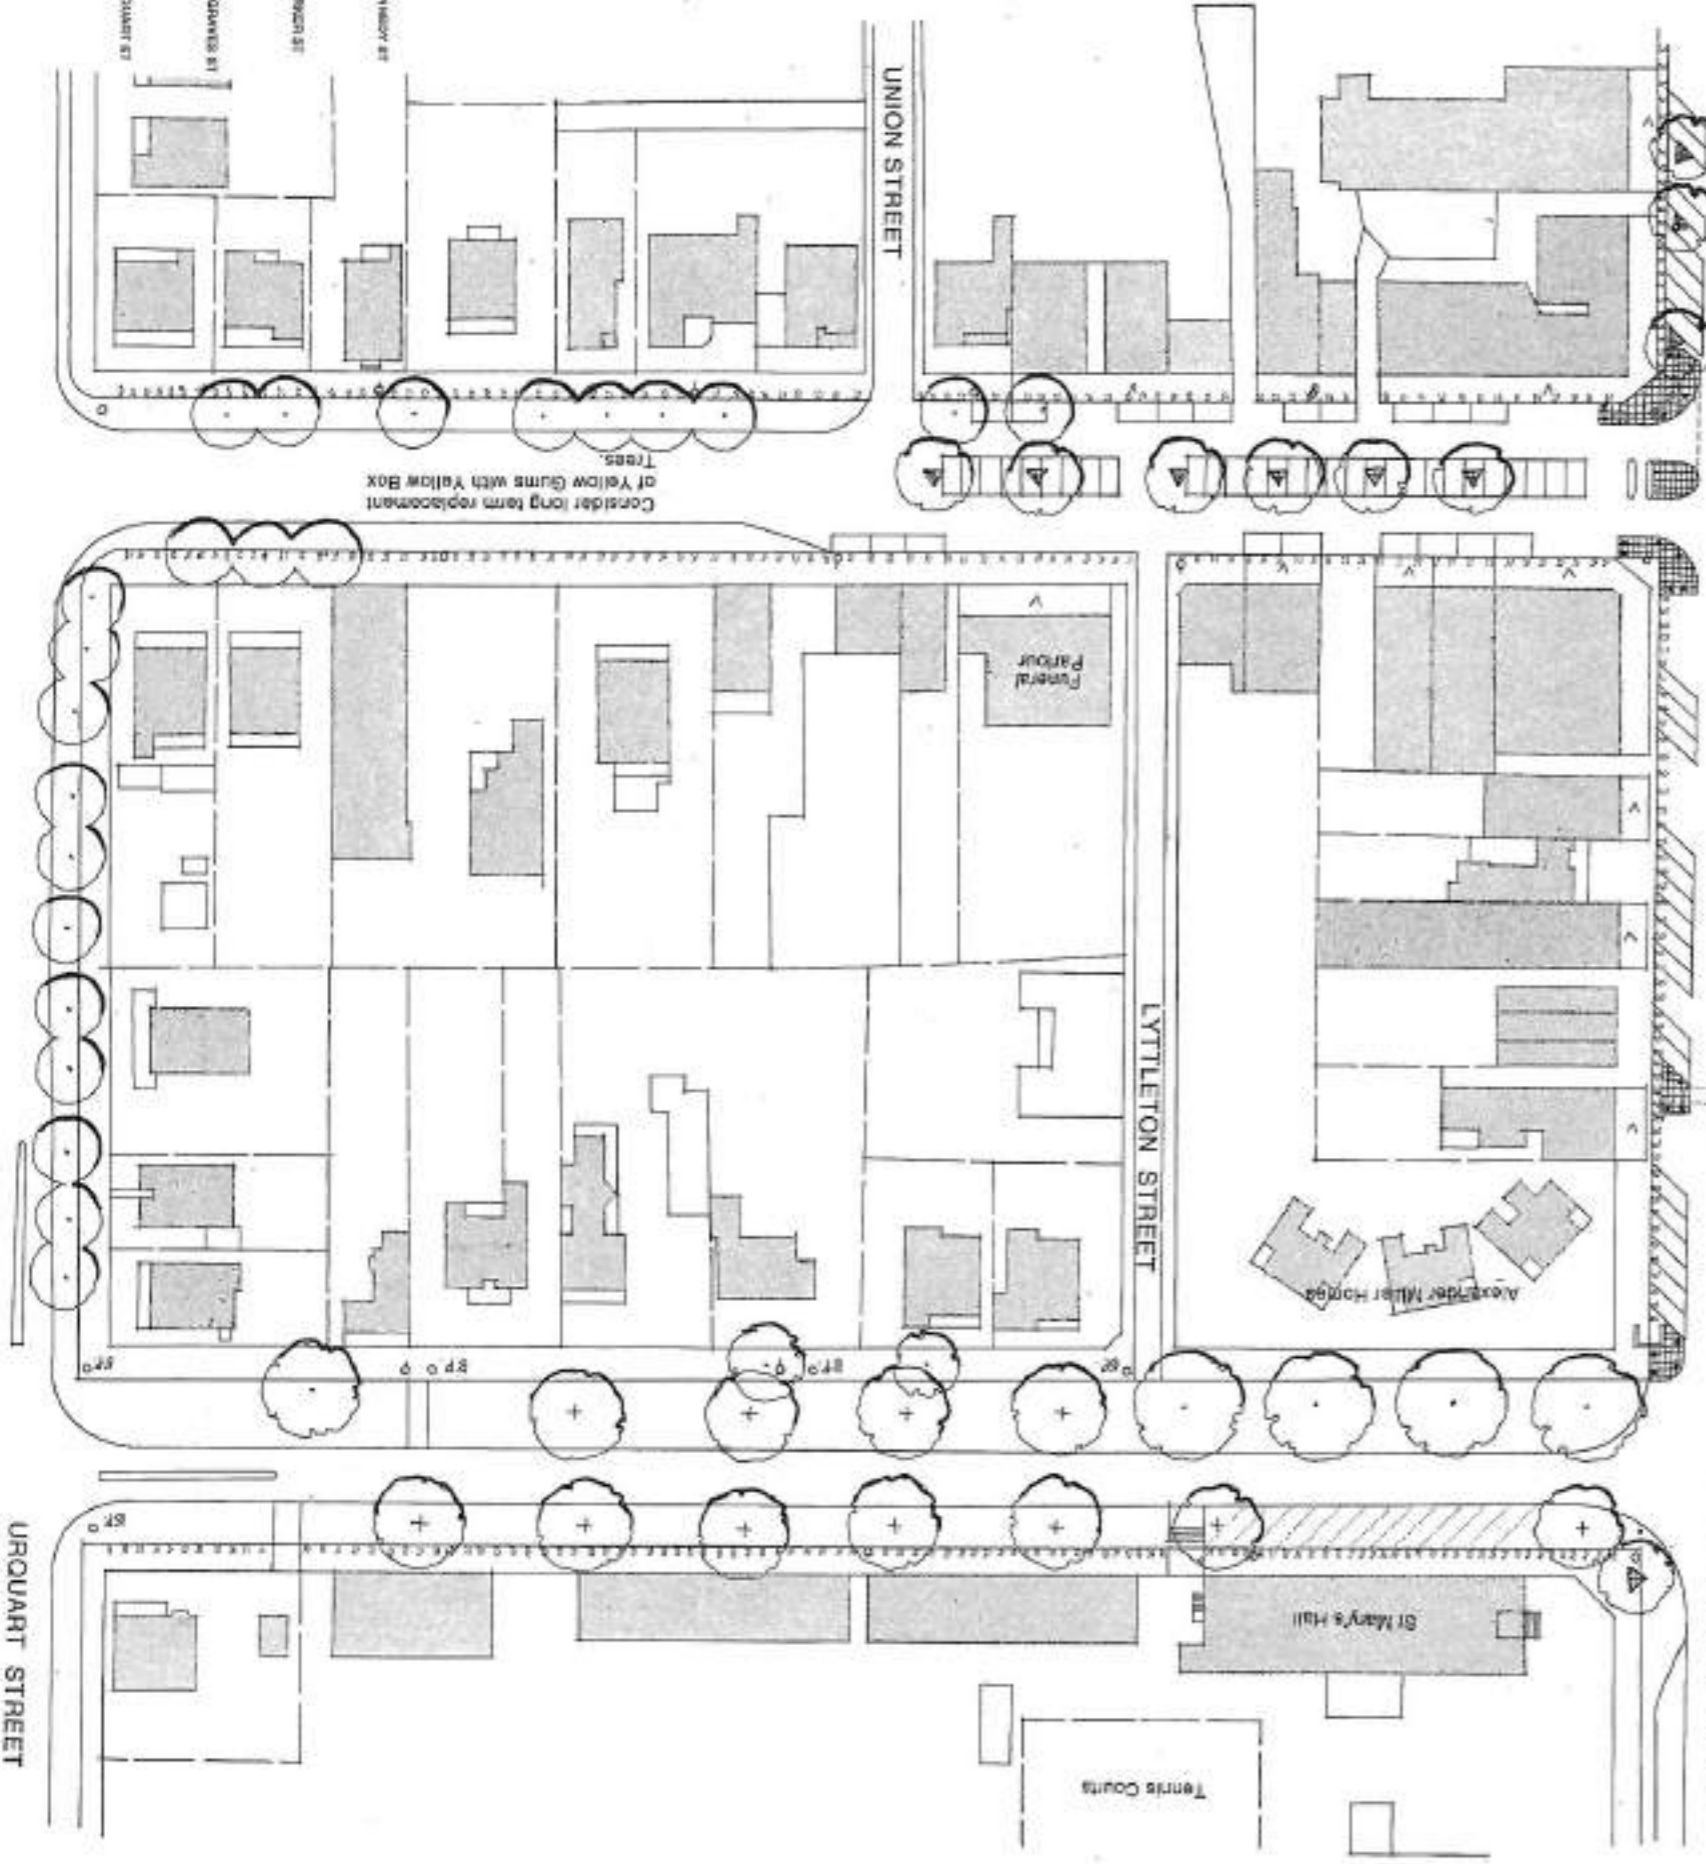 UNION STREET
Consider long term replacement
of Yellow Gums with Yellow Box
Trees.
Funeral
Parlour
LYTTLETON STREET
Alexander Millar Homes
URQUART STREET
St Mary's Hall
Tennis Courts